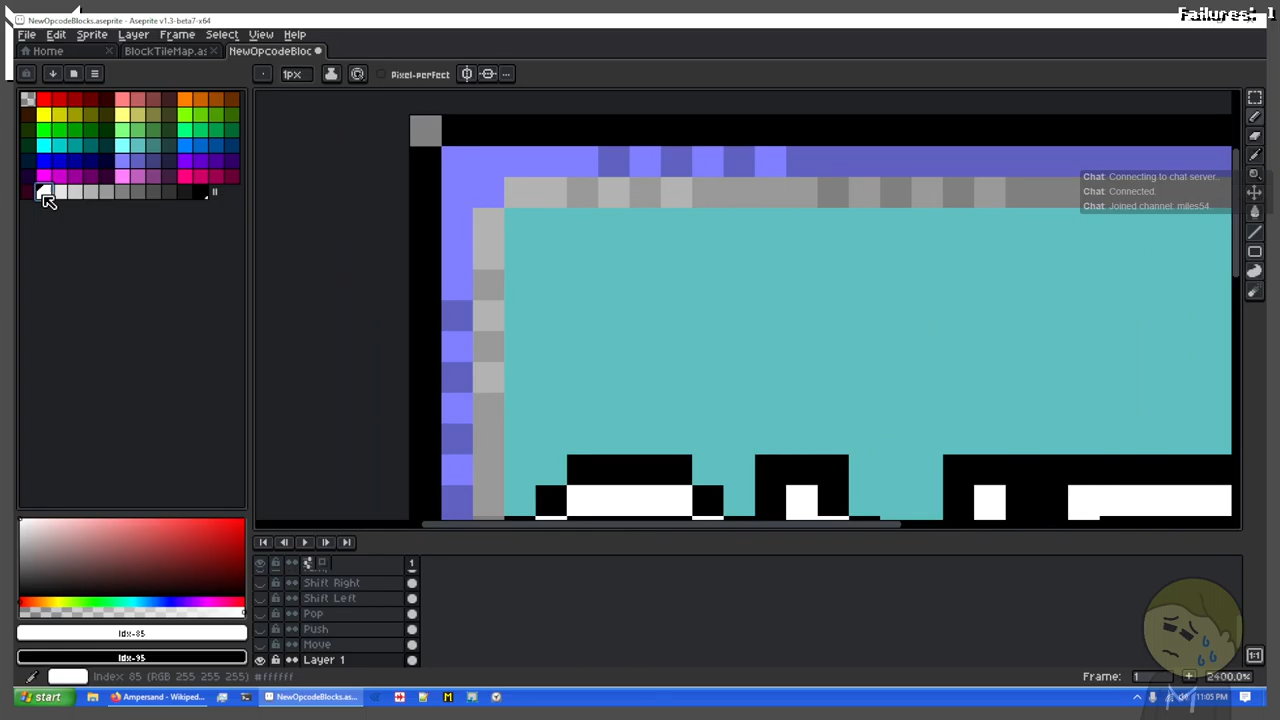 Failures: 1
NewOpcodeBlocks.aseprite - Aseprite v1.3-beta7-x64
File Edit Sprite Layer Frame Select View Help
Home BlockTileMap.as NewOpcodeBloc
1px Pixel-perfect
Chat Connecting to chat server..
Chat Connected.
Chat Joined channel: miles54.
1
Shift Right
Shift Left
Pop
Push
Move
Layer 1
Idx-85
Idx-95
Index 85 (RGB 255 255 255) #ffffff
Frame: 1 2400.0%
1:1
start Ampersand - Wikiped... NewOpcodeBlocks.as... 11:05 PM